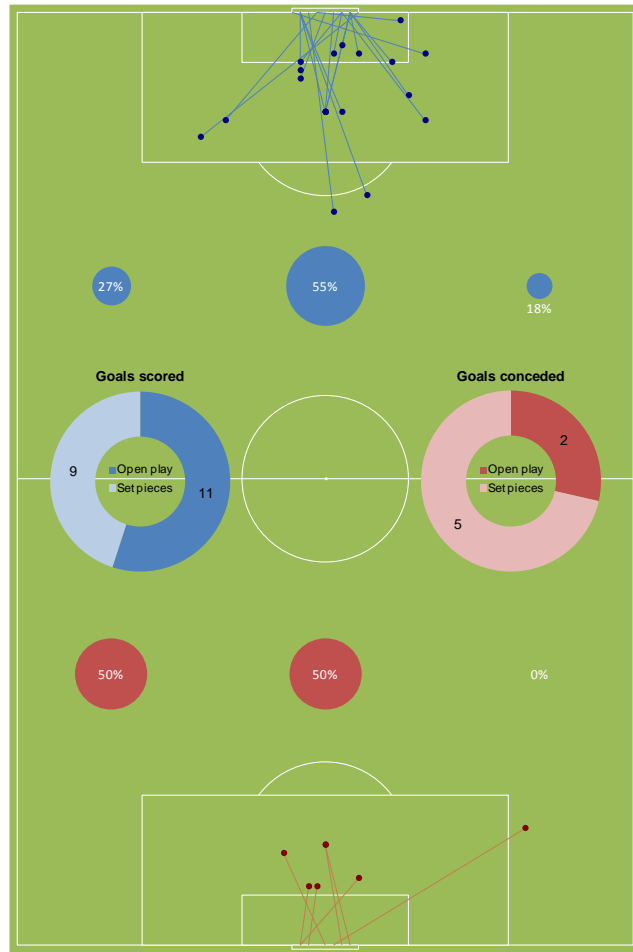 27%
55%
18%
Goals scored
Goals conceded
9
Open play
Set pieces
11
2
Open play
Set pieces
5
50%
50%
0%